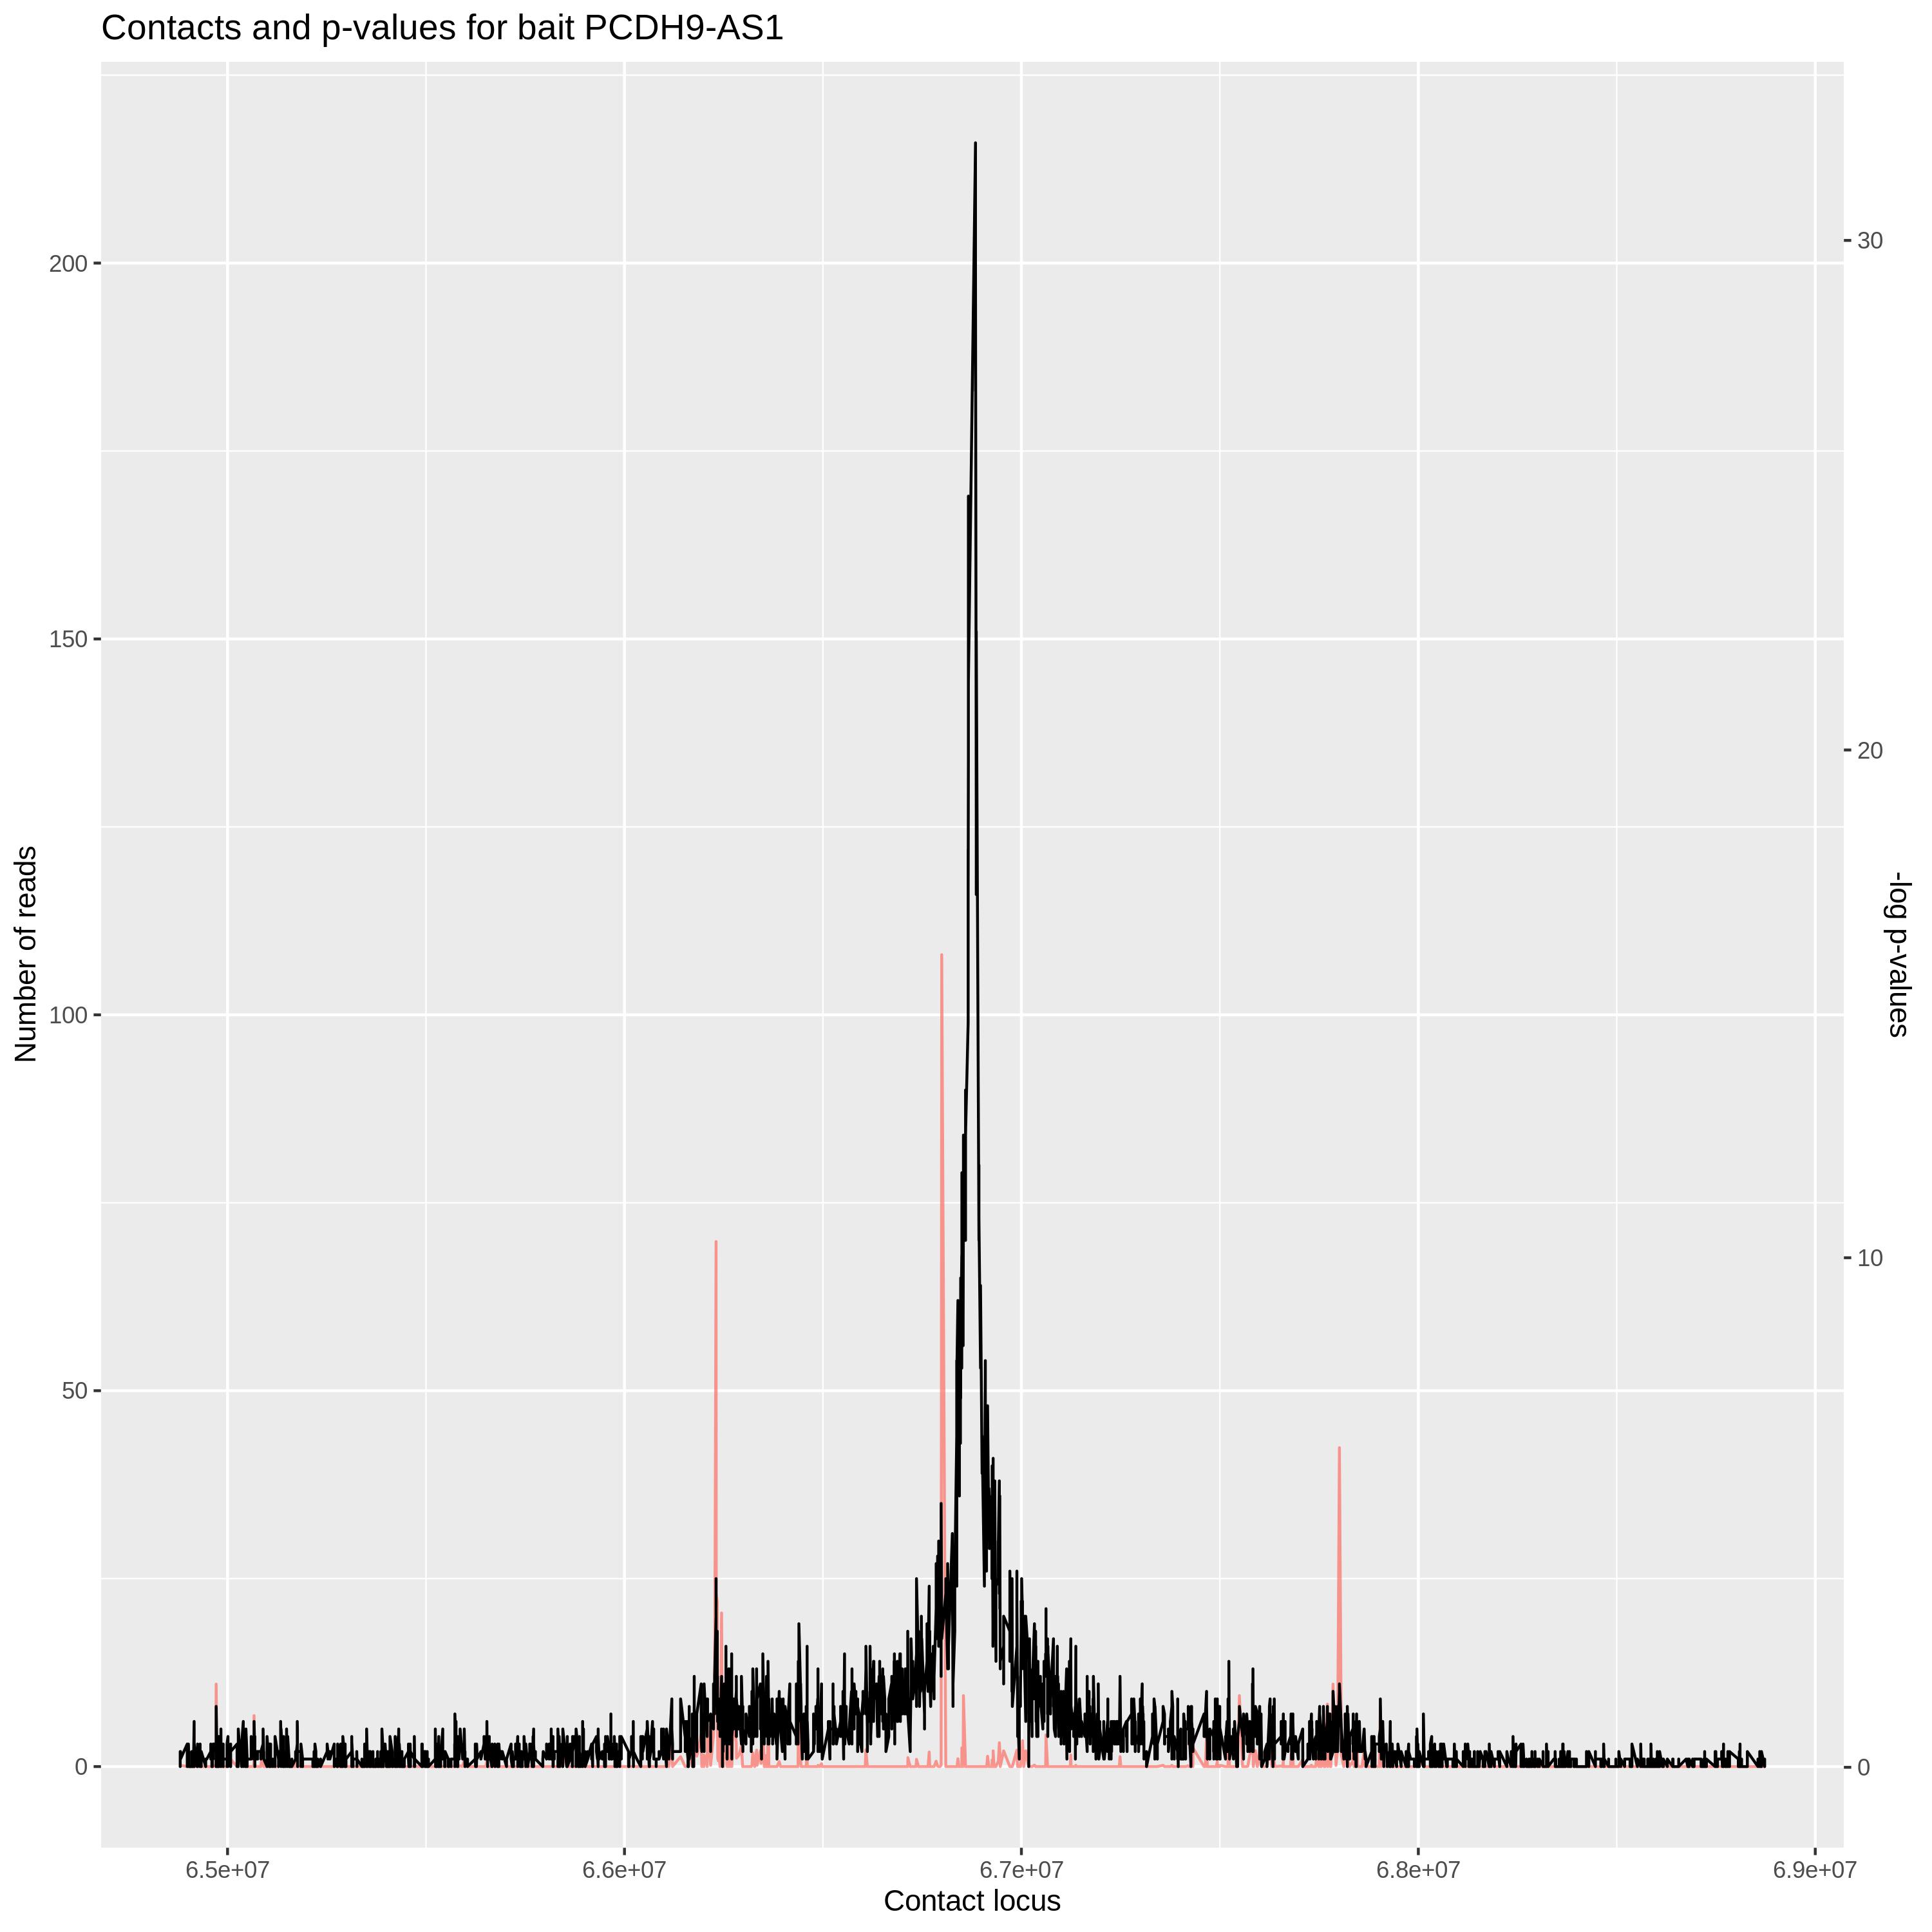 Contacts and p-values for bait PCDH9-AS1
Number of reads
200
150
100
50
0
30
20
10
0
-log p-values
6.5e+07
6.6e+07
6.7e+07
6.8e+07
6.9e+07
Contact locus